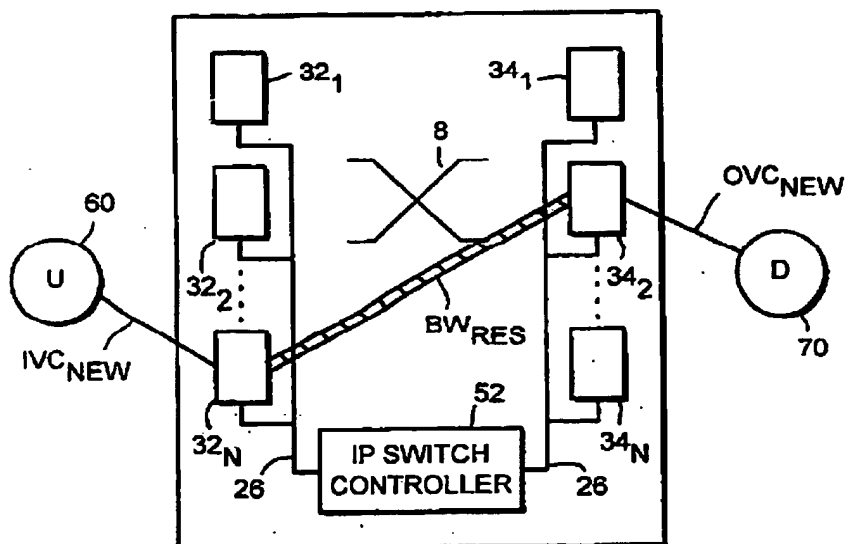 32₁
34₁
8
OVC_NEW
60
U
32₂
34₂
D
BW_RES
IVC_NEW
70
52
32_N
34_N
IP SWITCH
CONTROLLER
26
26